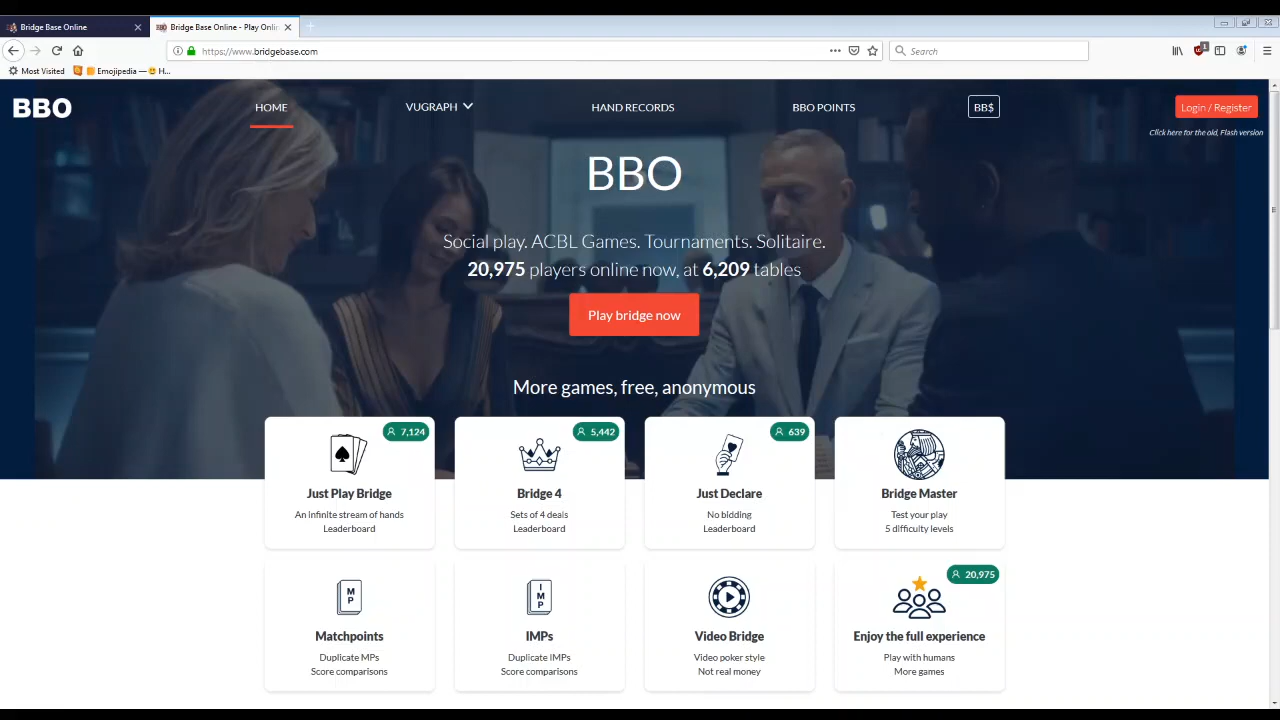 Bridge Base Online
Bridge Base Online - Play Onlin
https://www.bridgebase.com
Search
1
Most Visited
Emojipedia — 😃 H...
BBO
HOME
VUGRAPH
HAND RECORDS
BBO POINTS
BB$
Login / Register
Click here for the old, Flash version
BBO
Social play. ACBL Games. Tournaments. Solitaire.
20,975 players online now, at 6,209 tables
Play bridge now
More games, free, anonymous
7,124
Just Play Bridge
An infinite stream of hands
Leaderboard
5,442
Bridge 4
Sets of 4 deals
Leaderboard
639
Just Declare
No bidding
Leaderboard
Bridge Master
Test your play
5 difficulty levels
M
P
Matchpoints
Duplicate MPs
Score comparisons
I
M
P
IMPs
Duplicate IMPs
Score comparisons
Video Bridge
Video poker style
Not real money
20,975
Enjoy the full experience
Play with humans
More games